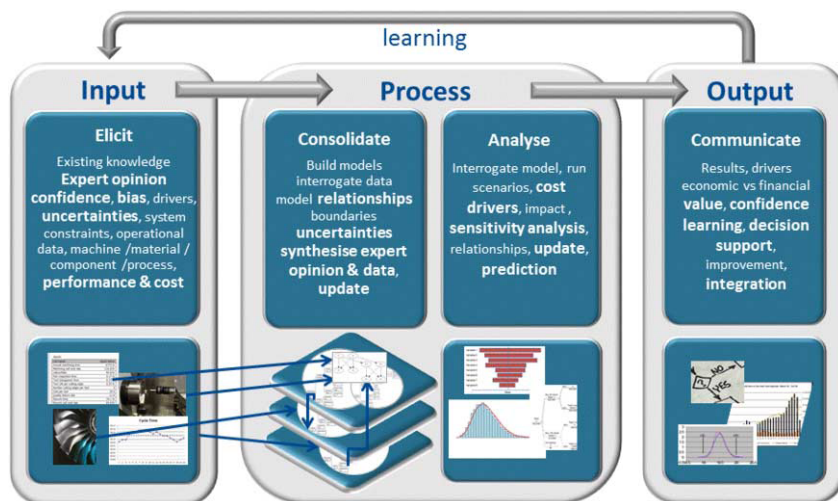 learning
Input
Process
Output
Elicit
Existing knowledge
Expert opinion
confidence, bias, drivers,
uncertainties, system
constraints, operational
data, machine /material /
component /process,
performance & cost
Consolidate
Build models
interrogate data
model relationships
boundaries
uncertainties
synthesise expert
opinion & data,
update
Analyse
Interrogate model, run
scenarios, cost
drivers, impact ,
sensitivity analysis,
relationships, update,
prediction
Communicate
Results, drivers
economic vs financial
value, confidence
learning, decision
support,
improvement,
integration
Cycle Time
NO
?
YES